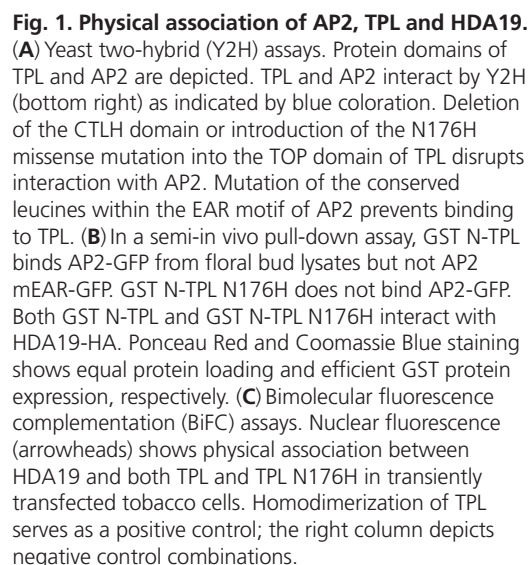 Fig. 1. Physical association of AP2, TPL and HDA19.
(A) Yeast two-hybrid (Y2H) assays. Protein domains of
TPL and AP2 are depicted. TPL and AP2 interact by Y2H
(bottom right) as indicated by blue coloration. Deletion
of the CTLH domain or introduction of the N176H
missense mutation into the TOP domain of TPL disrupts
interaction with AP2. Mutation of the conserved
leucines within the EAR motif of AP2 prevents binding
to TPL. (B) In a semi-in vivo pull-down assay, GST N-TPL
binds AP2-GFP from floral bud lysates but not AP2
mEAR-GFP. GST N-TPL N176H does not bind AP2-GFP.
Both GST N-TPL and GST N-TPL N176H interact with
HDA19-HA. Ponceau Red and Coomassie Blue staining
shows equal protein loading and efficient GST protein
expression, respectively. (C) Bimolecular fluorescence
complementation (BiFC) assays. Nuclear fluorescence
(arrowheads) shows physical association between
HDA19 and both TPL and TPL N176H in transiently
transfected tobacco cells. Homodimerization of TPL
serves as a positive control; the right column depicts
negative control combinations.